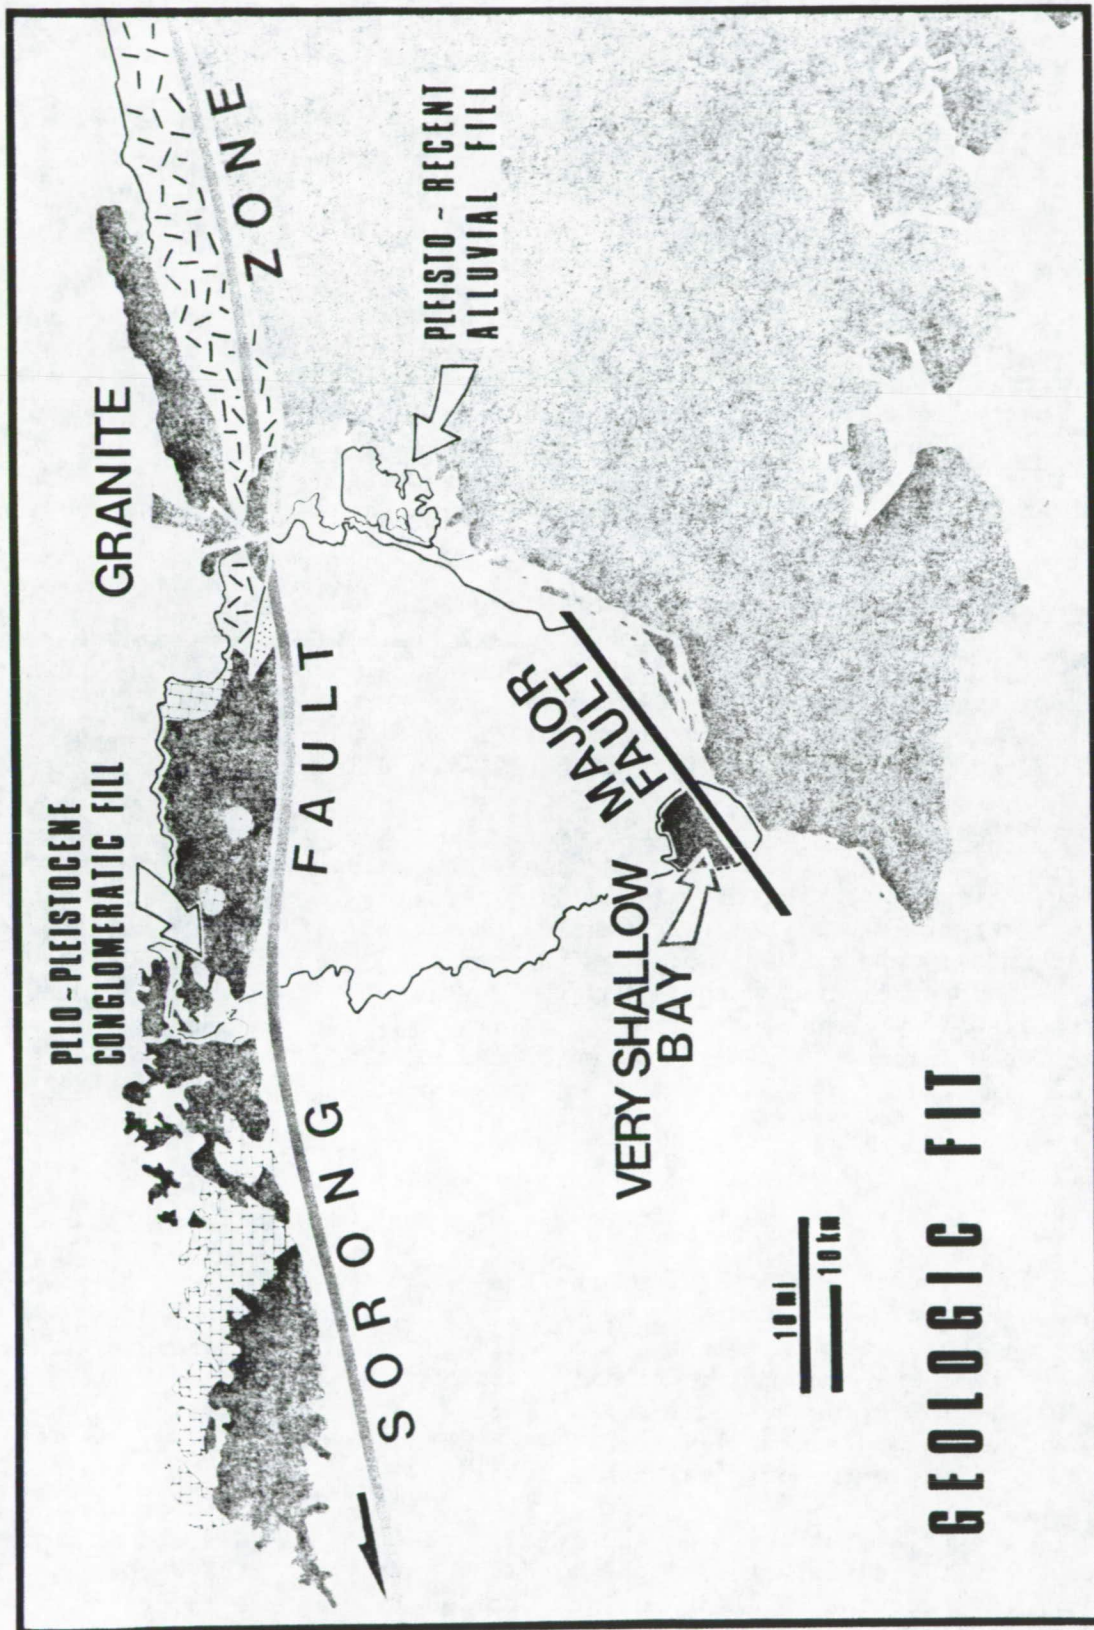 PLIO~PLEISTOCENE
CONGLOMERATIC FILL
GRANITE
PLEISTO~RECENT
ALLUVIAL FILL
SORONG FAULT ZONE
MAJOR
FAULT
VERY SHALLOW
BAY
10 mi
10 km
GEOLOGIC FIT